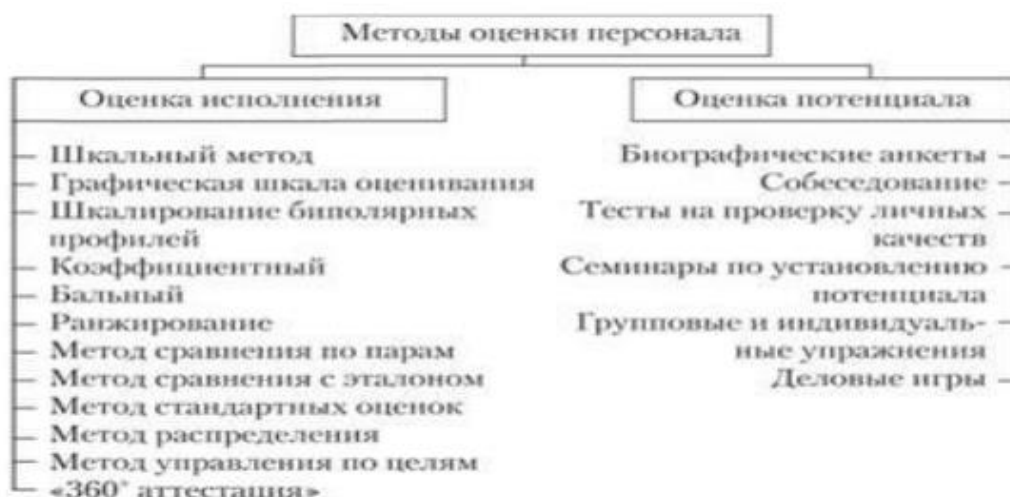 Методы оценки персонала
Оценка исполнения
Шкальный метод
Графическая шкала оценивания
Шкалирование биполярных
профилей
Коэффициентный
Бальный
Ранжирование
Метод сравнения по парам
Метод сравнения с эталоном
Метод стандартных оценок
Метод распределения
Метод управления по целям
«360° аттестация»
Оценка потенциала
Биографические анкеты
Собеседование
Тесты на проверку личных
качеств
Семинары по установлению
потенциала
Групповые и индивидуаль-
ные упражнения
Деловые игры